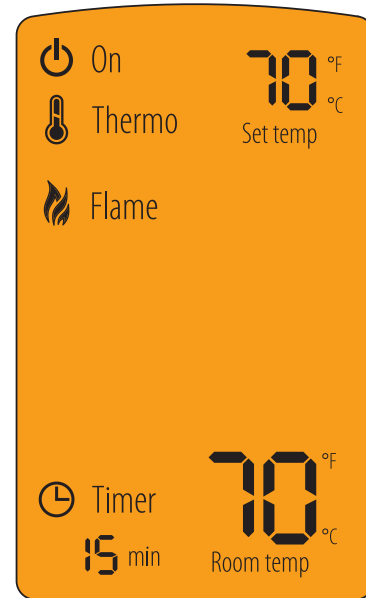 On
70 °F
°C
Thermo
Set temp
Flame
70 °F
°C
Timer
15 min
Room temp